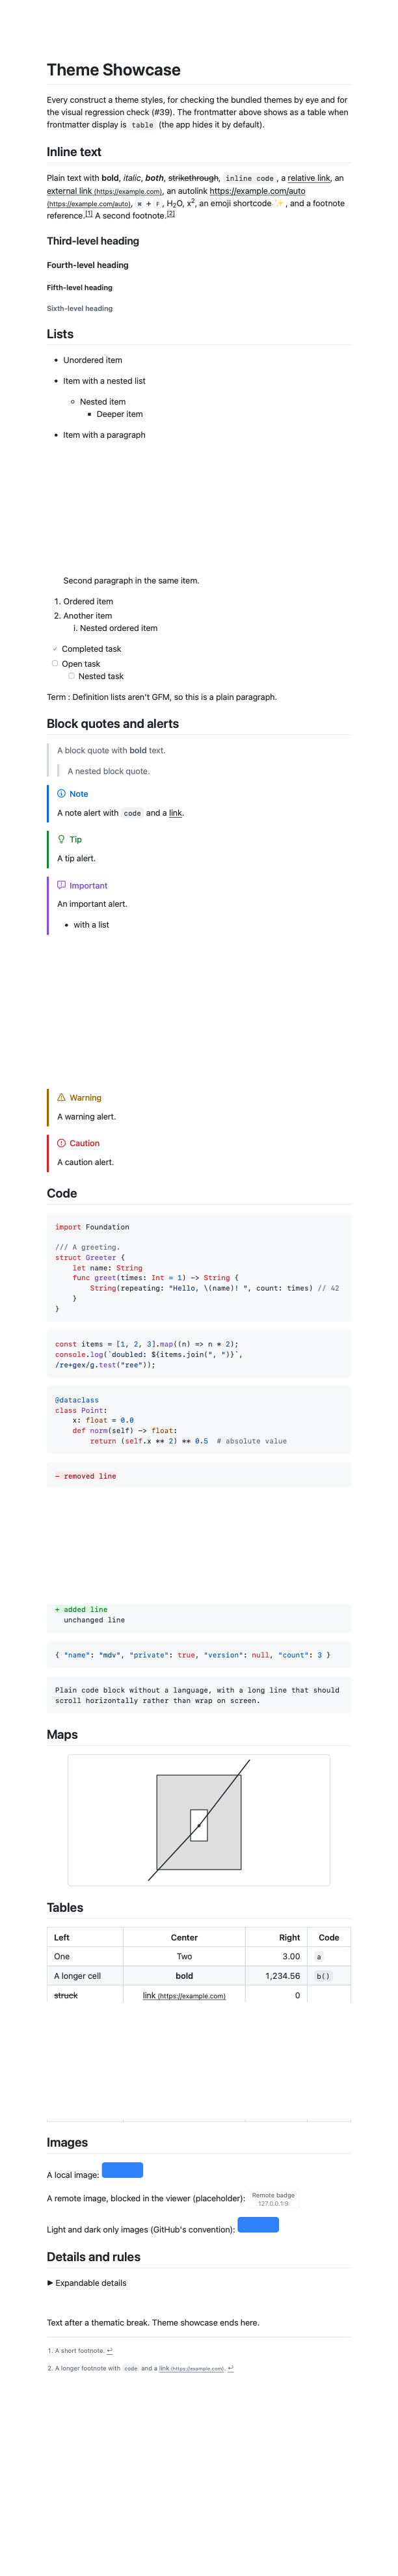 Theme Showcase
Every construct a theme styles, for checking the bundled themes by eye and for
the visual regression check (#39). The frontmatter above shows as a table when
frontmatter display is table (the app hides it by default).
Inline text
Plain text with bold, italic, both, strikethrough, inline code, a relative link, an
external link (https://example.com), an autolink https://example.com/auto
(https://example.com/auto), ⌘ + F, H₂O, x², an emoji shortcode ✨, and a footnote
reference.[1] A second footnote.[2]
Third-level heading
Fourth-level heading
Fifth-level heading
Sixth-level heading
Lists
• Unordered item
• Item with a nested list
◦ Nested item
▪ Deeper item
• Item with a paragraph
Second paragraph in the same item.
1. Ordered item
2. Another item
i. Nested ordered item
Completed task
Open task
Nested task
Term : Definition lists aren't GFM, so this is a plain paragraph.
Block quotes and alerts
A block quote with bold text.
A nested block quote.
Note
A note alert with code and a link.
Tip
A tip alert.
Important
An important alert.
• with a list
Warning
A warning alert.
Caution
A caution alert.
Code
import Foundation
/// A greeting.
struct Greeter {
let name: String
func greet(times: Int = 1) -> String {
String(repeating: "Hello, \(name)! ", count: times) // 42
}
}
const items = [1, 2, 3].map((n) => n * 2);
console.log(`doubled: ${items.join(", ")}`,
/re+gex/g.test("ree"));
@dataclass
class Point:
x: float = 0.0
def norm(self) -> float:
return (self.x ** 2) ** 0.5  # absolute value
- removed line
+ added line
unchanged line
{ "name": "mdv", "private": true, "version": null, "count": 3 }
Plain code block without a language, with a long line that should
scroll horizontally rather than wrap on screen.
Maps
Tables
Left Center Right Code
One Two 3.00 a
A longer cell bold 1,234.56 b()
struck link (https://example.com) 0
Images
A local image:
A remote image, blocked in the viewer (placeholder): Remote badge
127.0.0.1:9
Light and dark only images (GitHub's convention):
Details and rules
▶ Expandable details
Text after a thematic break. Theme showcase ends here.
1. A short footnote. ↩
2. A longer footnote with code and a link (https://example.com). ↩